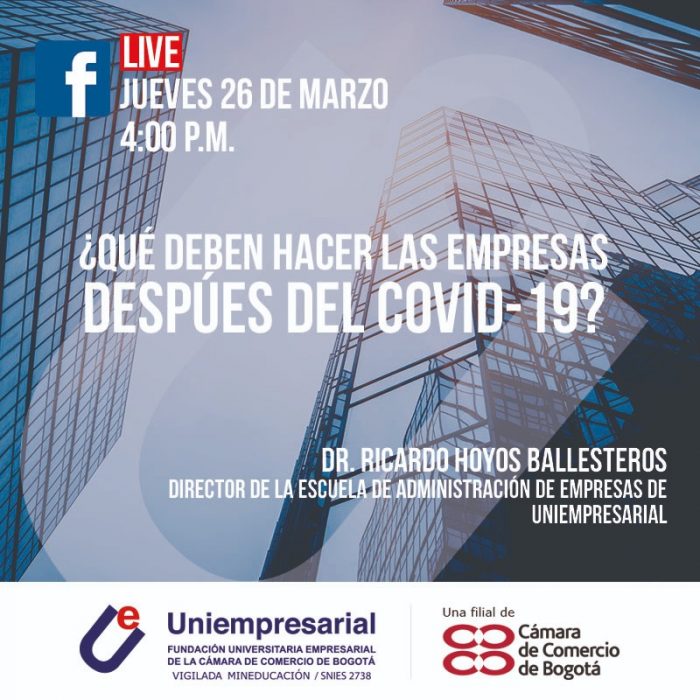 f
LIVE
JUEVES 26 DE MARZO
4:00 P.M.
¿QUÉ DEBEN HACER LAS EMPRESAS
DESPÚES DEL COVID-19?
DR. RICARDO HOYOS BALLESTEROS
DIRECTOR DE LA ESCUELA DE ADMINISTRACIÓN DE EMPRESAS DE
UNIEMPRESARIAL
e
Uniempresarial
FUNDACIÓN UNIVERSITARIA EMPRESARIAL
DE LA CÁMARA DE COMERCIO DE BOGOTÁ
VIGILADA MINEDUCACIÓN / SNIES 2738
Una filial de
Cámara
de Comercio
de Bogotá